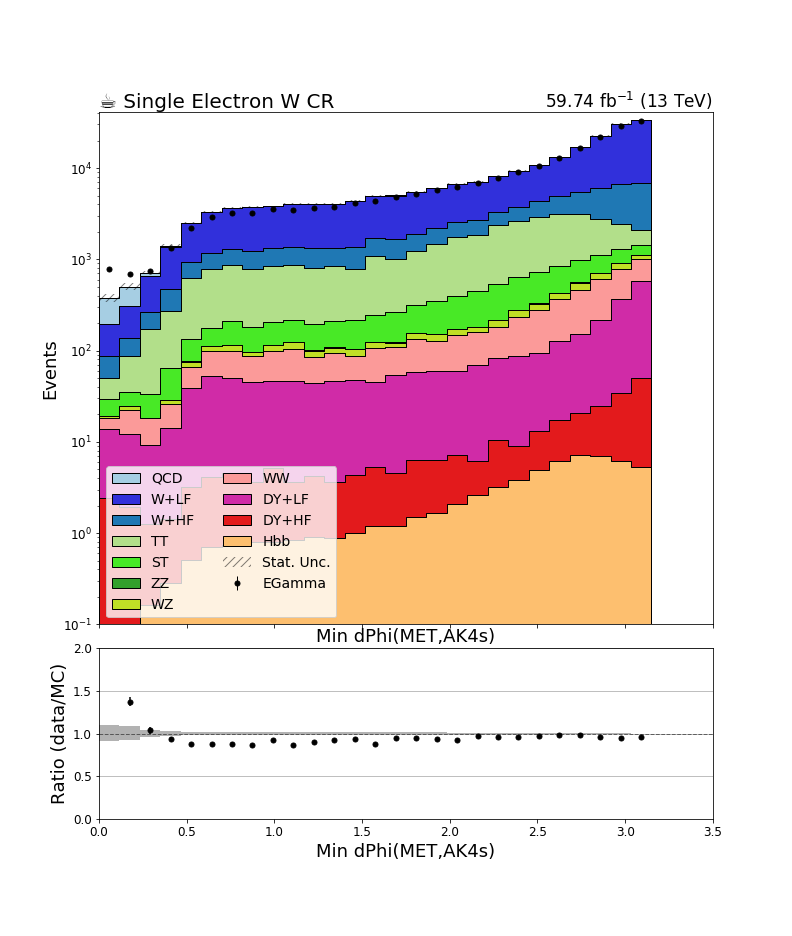 ☕ Single Electron W CR
59.74 fb⁻¹ (13 TeV)
Events
10⁴
10³
10²
10¹
10⁰
10⁻¹
QCD
W+LF
W+HF
TT
ST
ZZ
WZ
WW
DY+LF
DY+HF
Hbb
Stat. Unc.
EGamma
Min dPhi(MET,AK4s)
Ratio (data/MC)
2.0
1.5
1.0
0.5
0.0
0.0 0.5 1.0 1.5 2.0 2.5 3.0 3.5
Min dPhi(MET,AK4s)